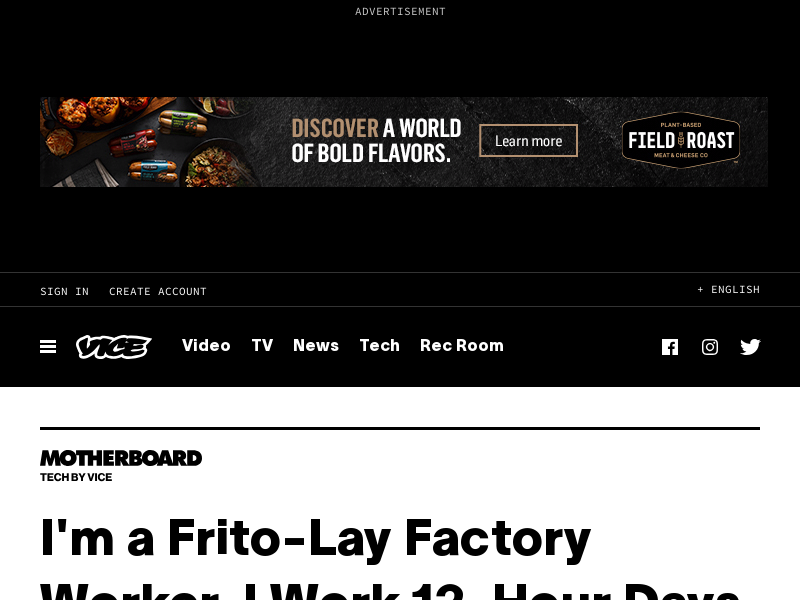 ADVERTISEMENT
DISCOVER A WORLD
OF BOLD FLAVORS.
Learn more
PLANT-BASED
FIELD ROAST
MEAT & CHEESE CO
SIGN IN CREATE ACCOUNT
+ ENGLISH
VICE Video TV News Tech Rec Room
MOTHERBOARD
TECH BY VICE
I'm a Frito-Lay Factory
Worker. I Work 12-Hour Days